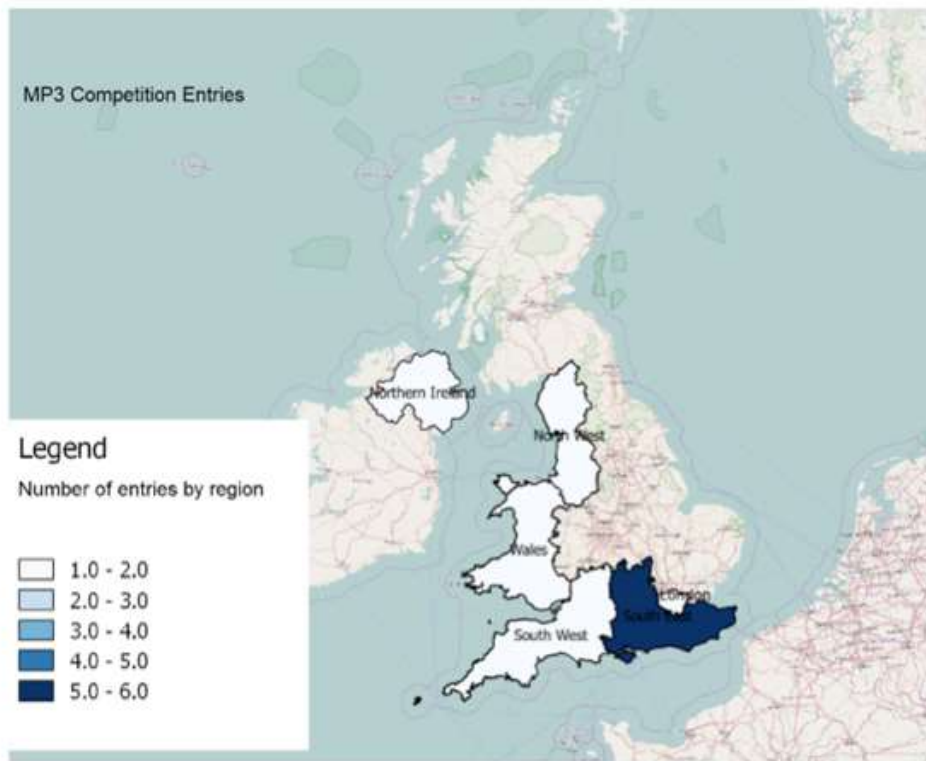 MP3 Competition Entries
Northern Ireland
North West
Wales
London
South East
South West
Legend
Number of entries by region
1.0 - 2.0
2.0 - 3.0
3.0 - 4.0
4.0 - 5.0
5.0 - 6.0